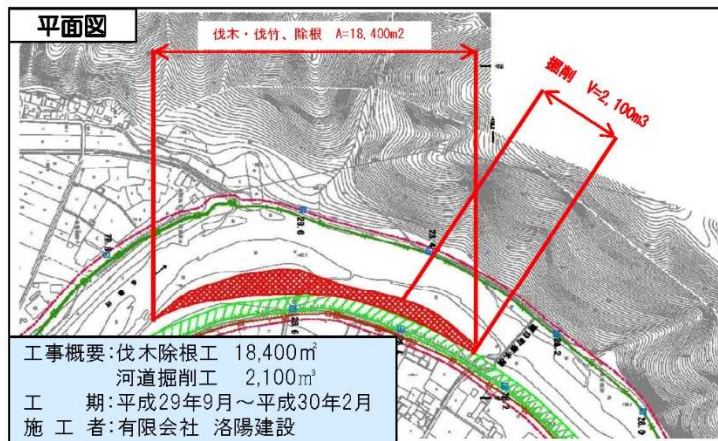 平面図
伐木・伐竹、除根 A=18,400m2
掘削 V=2,100m3
29.6
工事概要:伐木除根工 18,400㎡
河道掘削工 2,100㎥
工 期:平成29年9月～平成30年2月
施 工 者:有限会社 洛陽建設